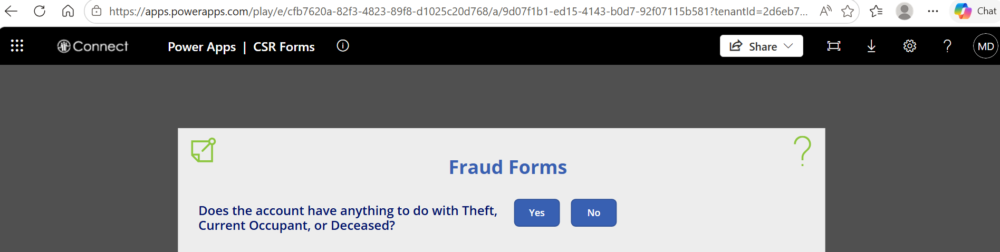 https://apps.powerapps.com/play/e/cfb7620a-82f3-4823-89f8-d1025c20d768/a/9d07f1b1-ed15-4143-b0d7-92f07115b581?tenantId=2d6eb7...
Chat
Connect
Power Apps | CSR Forms
Share
MD
Fraud Forms
Does the account have anything to do with Theft,
Current Occupant, or Deceased?
Yes
No